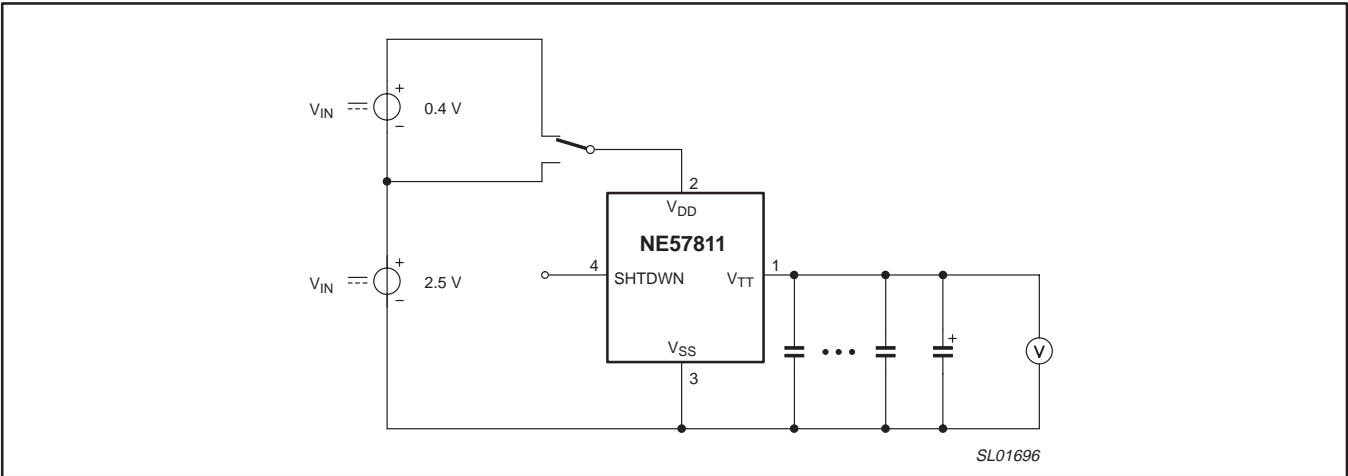 +
V_IN
0.4 V
−
2
V_DD
NE57811
+
V_IN
2.5 V
−
4
SHTDWN
V_TT
1
V_SS
3
+
V
SL01696